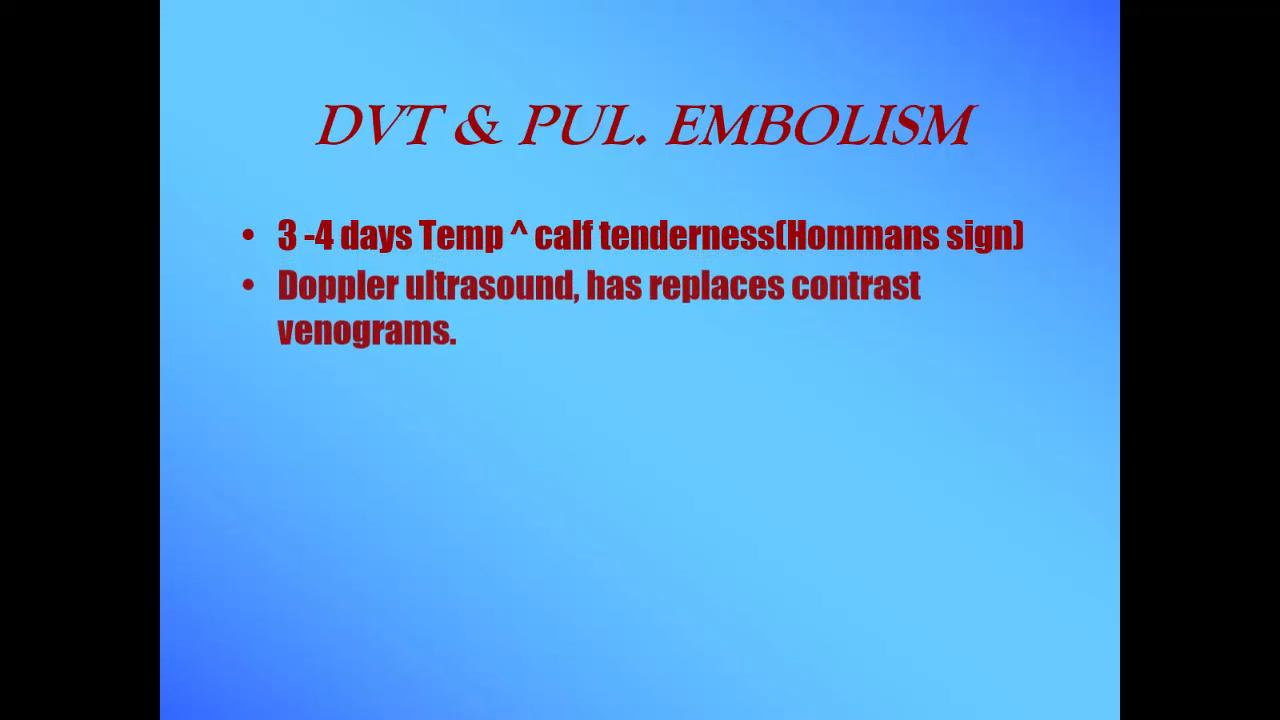 DVT & PUL. EMBOLISM
• 3 -4 days Temp ^ calf tenderness(Hommans sign)
• Doppler ultrasound, has replaces contrast
venograms.